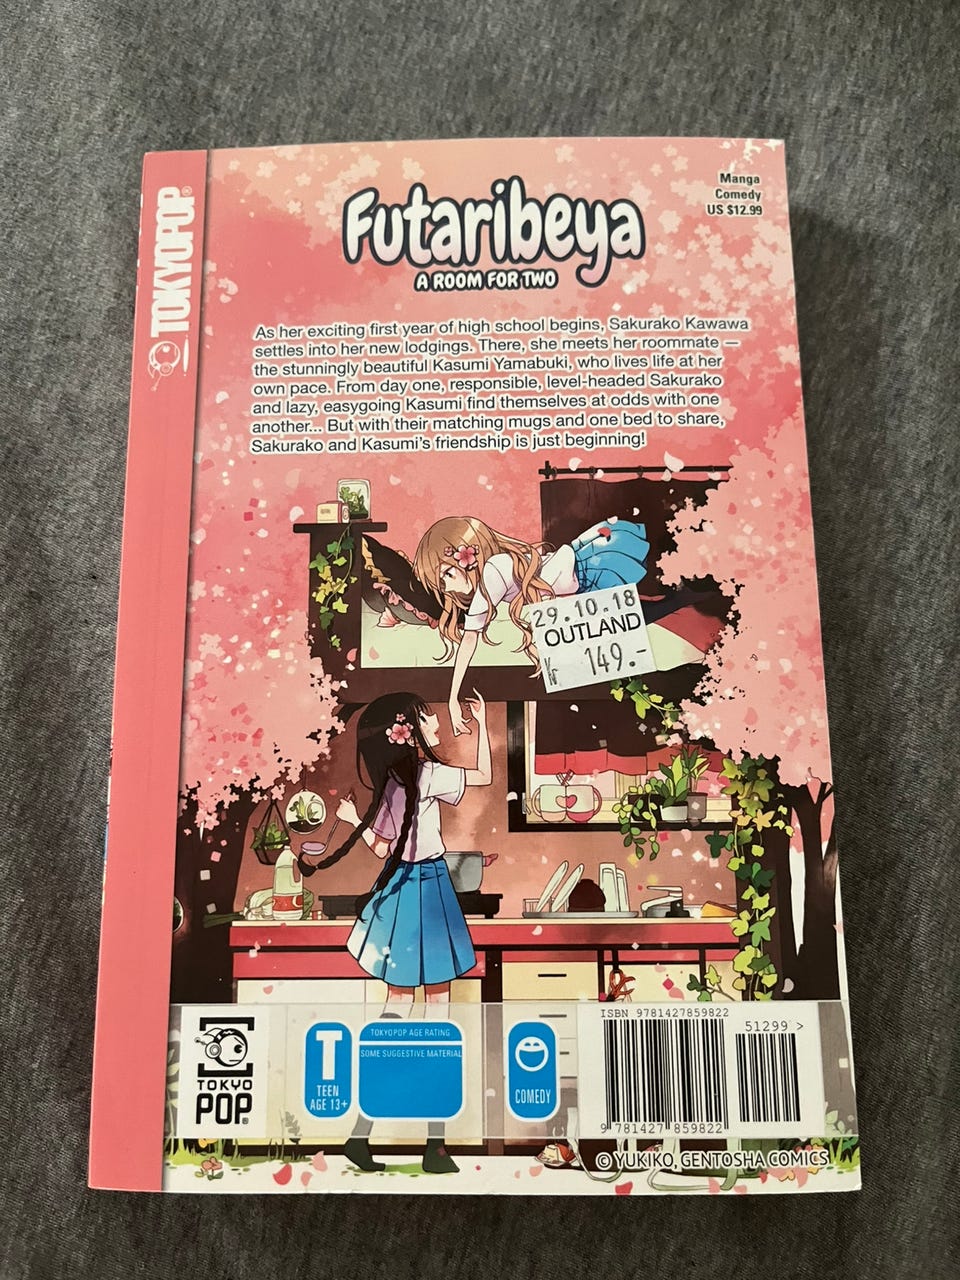 TOKYOPOP®
Manga
Comedy
US $12.99
Futaribeya
A ROOM FOR TWO
As her exciting first year of high school begins, Sakurako Kawawa
settles into her new lodgings. There, she meets her roommate —
the stunningly beautiful Kasumi Yamabuki, who lives life at her
own pace. From day one, responsible, level-headed Sakurako
and lazy, easygoing Kasumi find themselves at odds with one
another... But with their matching mugs and one bed to share,
Sakurako and Kasumi's friendship is just beginning!
29.10.18
OUTLAND
Kr 149.-
TOKYO
POP®
T
TEEN
AGE 13+
TOKYOPOP AGE RATING
SOME SUGGESTIVE MATERIAL
COMEDY
ISBN 9781427859822
51299 >
9 781427 859822
© YUKIKO, GENTOSHA COMICS